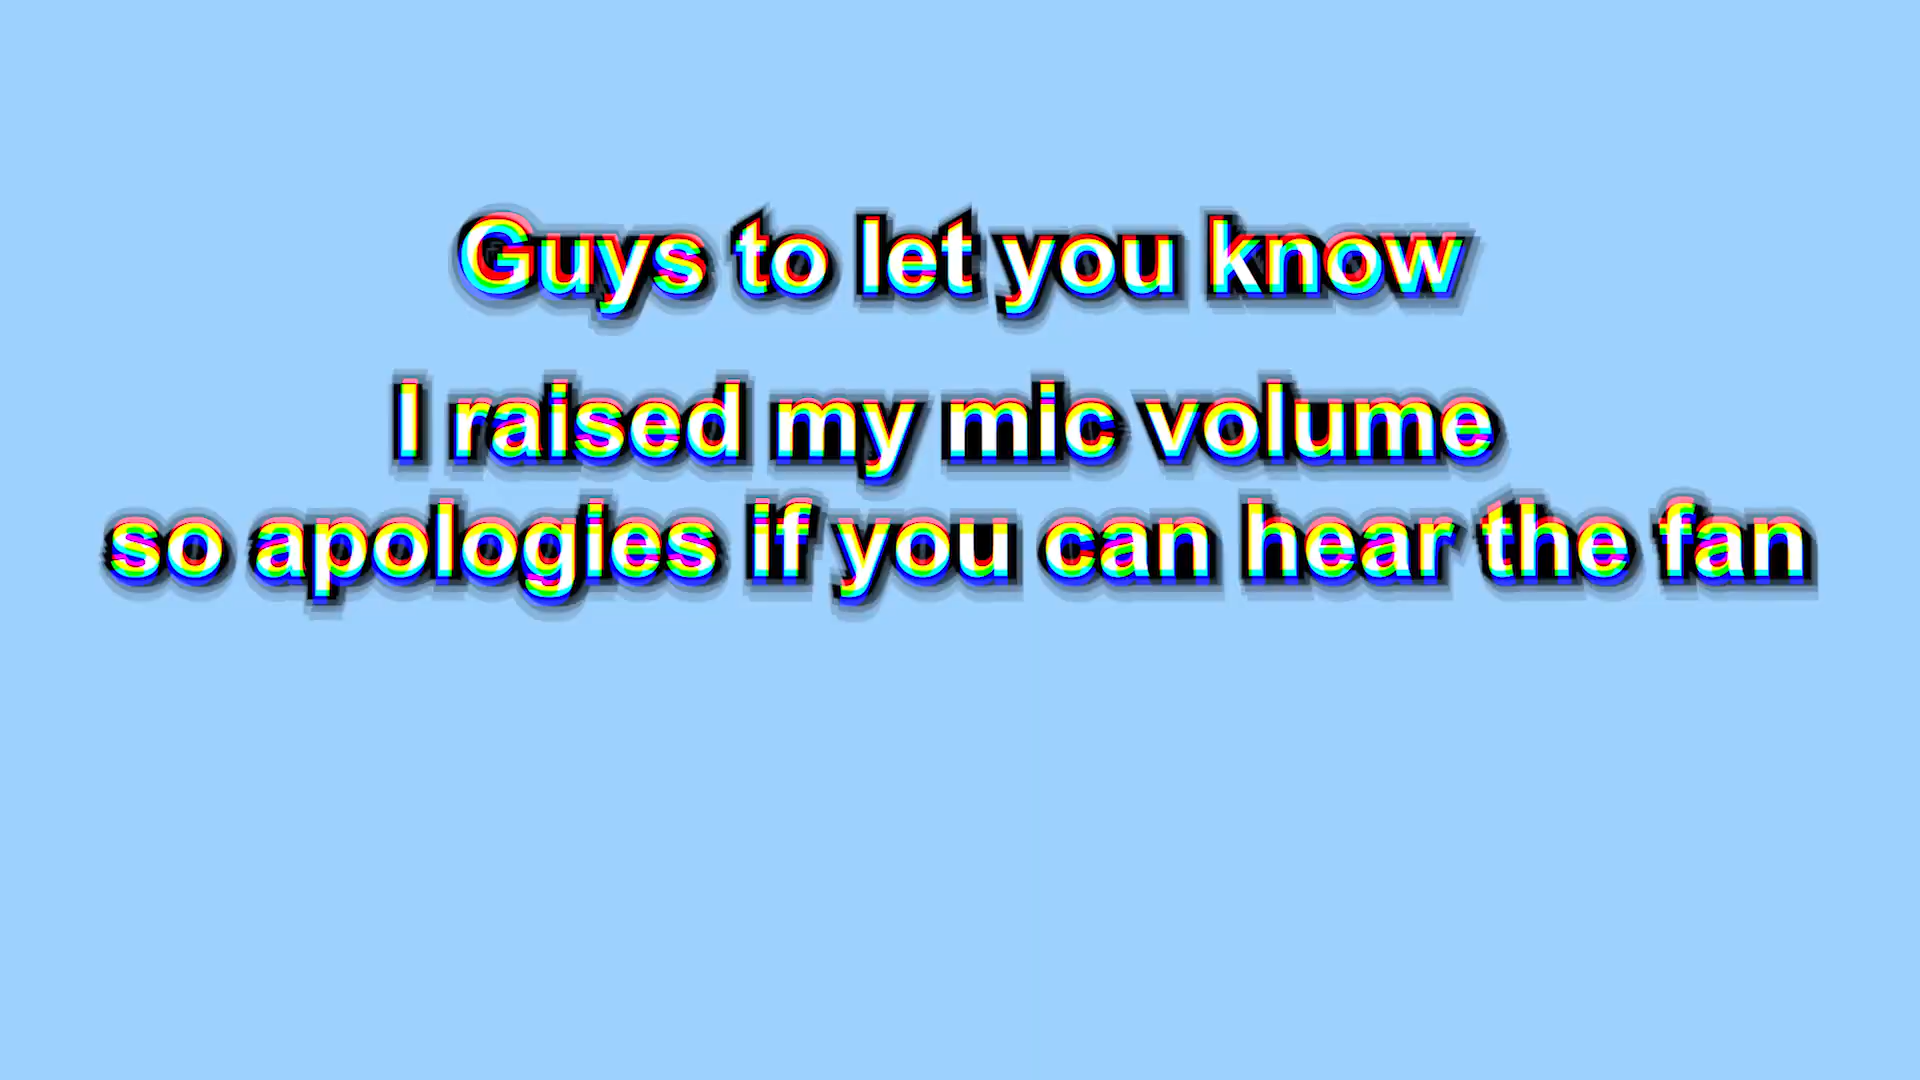 Guys to let you know
I raised my mic volume
so apologies if you can hear the fan